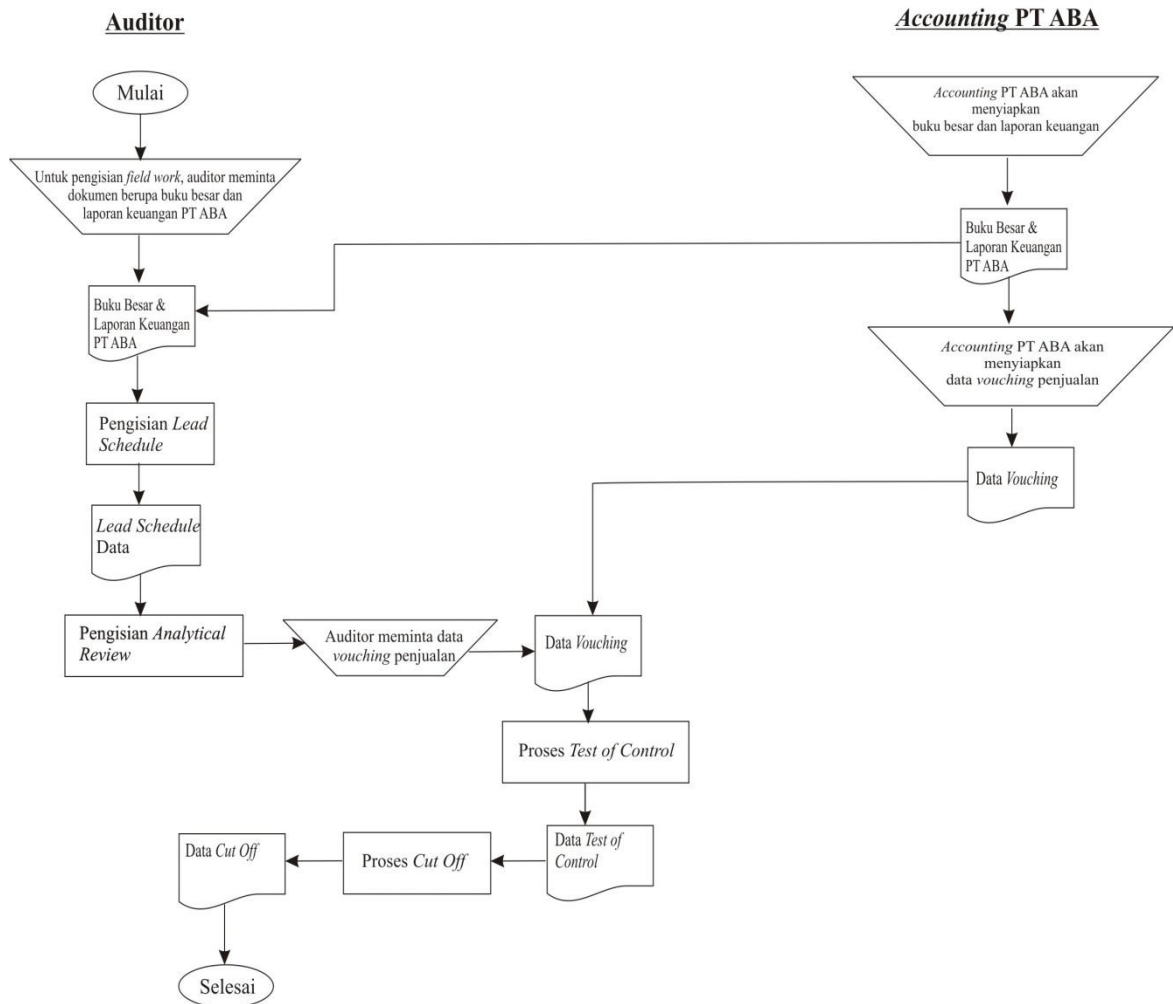 Auditor
Accounting PT ABA
Mulai
Accounting PT ABA akan
menyiapkan
buku besar dan laporan keuangan
Untuk pengisian field work, auditor meminta
dokumen berupa buku besar dan
laporan keuangan PT ABA
Buku Besar &
Laporan Keuangan
PT ABA
Buku Besar &
Laporan Keuangan
PT ABA
Accounting PT ABA akan
menyiapkan
data vouching penjualan
Pengisian Lead
Schedule
Data Vouching
Lead Schedule
Data
Pengisian Analytical
Review
Auditor meminta data
vouching penjualan
Data Vouching
Proses Test of Control
Data Test of
Control
Proses Cut Off
Data Cut Off
Selesai